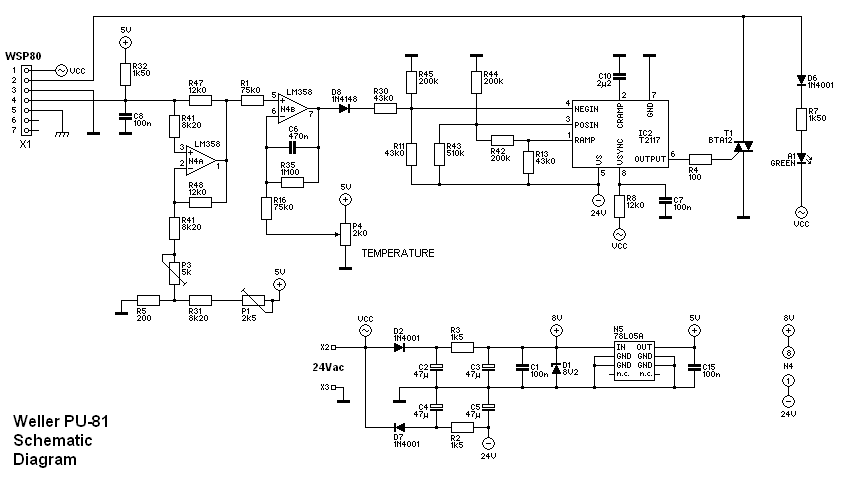 WSP80
1
2
3
4
5
6
7
X1
VCC
5V
R32
1k50
C8
100n
R47
12k0
R41
8k20
LM358
3
2
N4A
1
R48
12k0
R41
8k20
P3
5k
R5
200
R31
8k20
P1
2k5
5V
R1
75k0
LM358
5
6
N4B
7
C6
470n
R35
1M00
R16
75k0
5V
P4
2k0
TEMPERATURE
D8
1N4148
R30
43k0
R45
200k
R44
200k
R11
43k0
R43
510k
R42
200k
R13
43k0
C10
2µ2
4
NEGIN
3
POSIN
1
RAMP
2
CRAMP
7
GND
IC2
T2117
6
OUTPUT
VS
5
VSYNC
8
24V
R8
12k0
VCC
C7
100n
R4
100
T1
BTA12
D6
1N4001
R7
1k50
A1
GREEN
VCC
VCC
X2
24Vac
X3
D2
1N4001
R3
1k5
C2
47µ
C3
47µ
C4
47µ
C5
47µ
D7
1N4001
R2
1k5
24V
C1
100n
8V
D1
8V2
N5
78L05A
IN OUT
GND GND
GND GND
n.c. n.c.
5V
C15
100n
8V
8
N4
1
24V
Weller PU-81
Schematic
Diagram